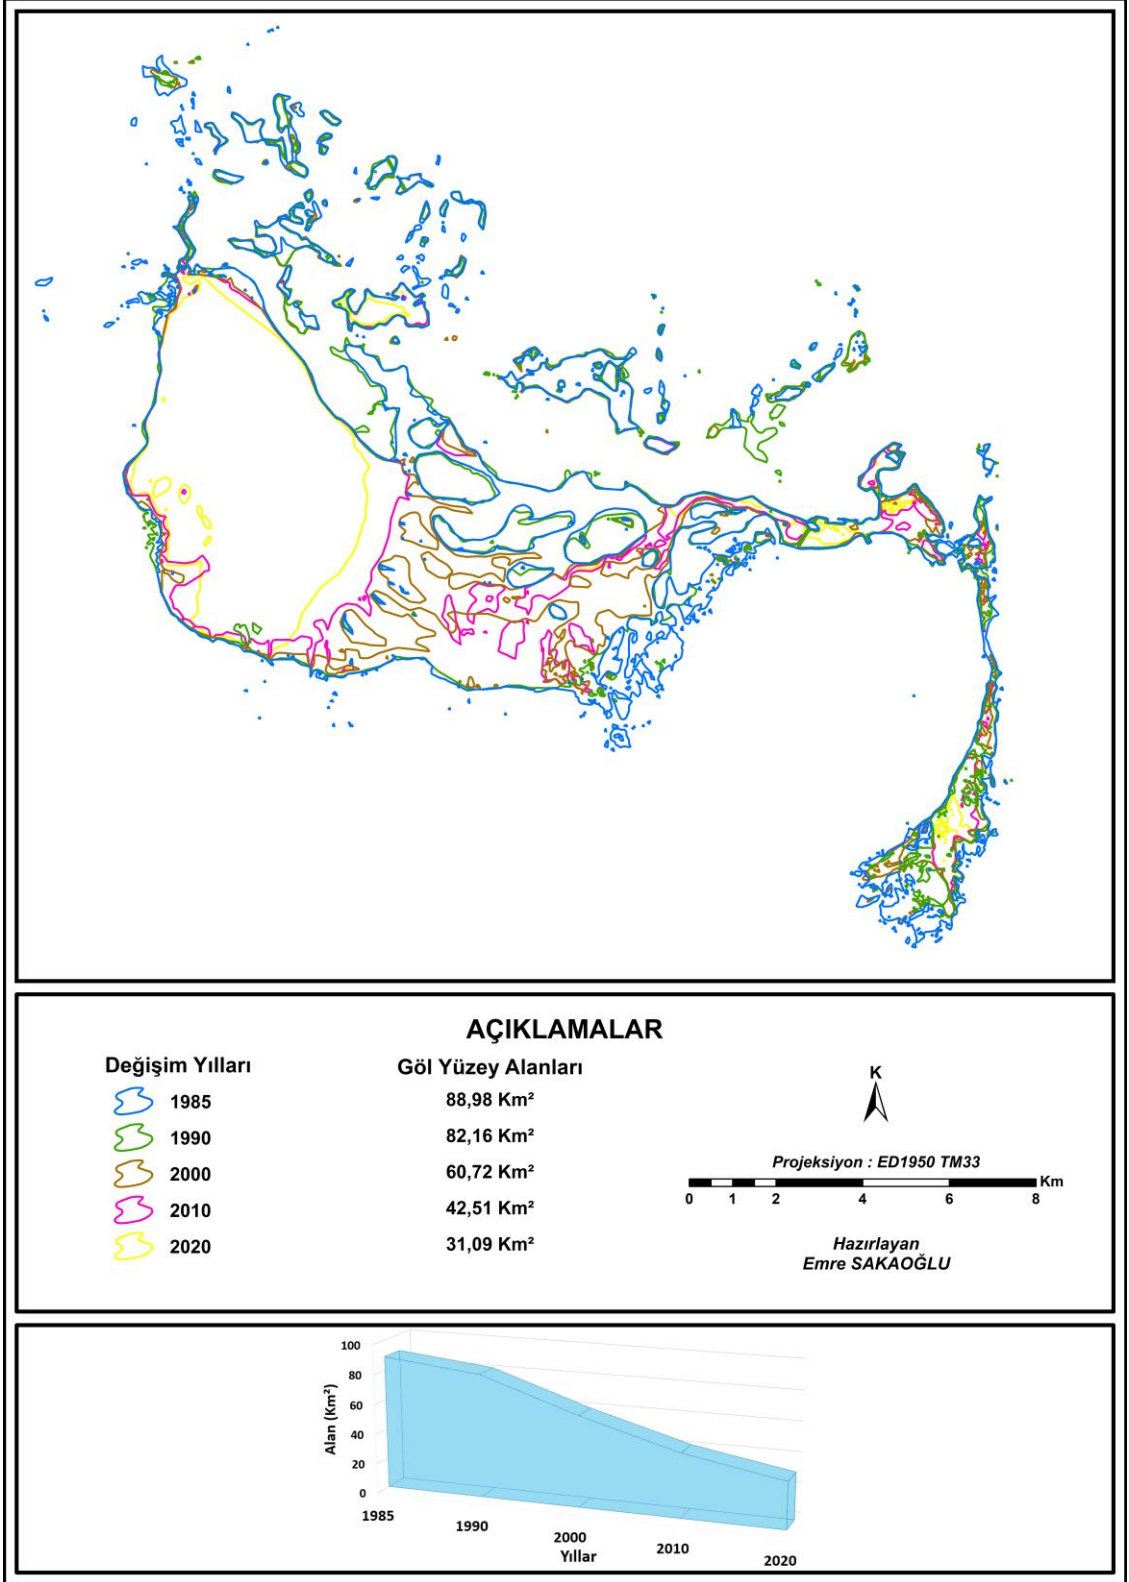 AÇIKLAMALAR
Değişim Yılları Göl Yüzey Alanları
1985 88,98 Km²
1990 82,16 Km²
2000 60,72 Km²
2010 42,51 Km²
2020 31,09 Km²
K
Projeksiyon : ED1950 TM33
Km
0 1 2 4 6 8
Hazırlayan
Emre SAKAOĞLU
Alan (Km²)
100
80
60
40
20
0
1985 1990 2000 2010 2020
Yıllar